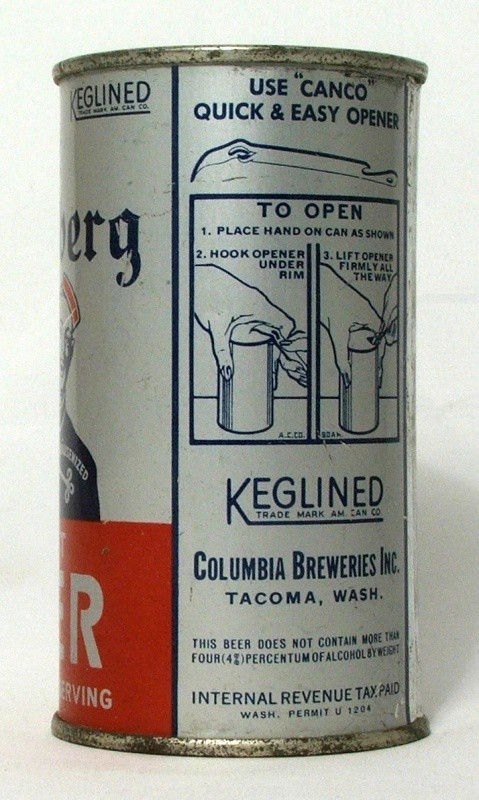 KEGLINED
TRADE MARK AM. CAN CO.
berg
T
ER
ERVING
USE "CANCO"
QUICK & EASY OPENER
TO OPEN
1. PLACE HAND ON CAN AS SHOWN
2. HOOK OPENER
UNDER
RIM
3. LIFT OPENER
FIRMLY ALL
THE WAY
A.C.CO.
KEGLINED
TRADE MARK AM. CAN CO.
COLUMBIA BREWERIES INC.
TACOMA, WASH.
THIS BEER DOES NOT CONTAIN MORE THAN
FOUR (4%) PERCENTUM OF ALCOHOL BY WEIGHT
INTERNAL REVENUE TAX PAID
WASH. PERMIT U 1204